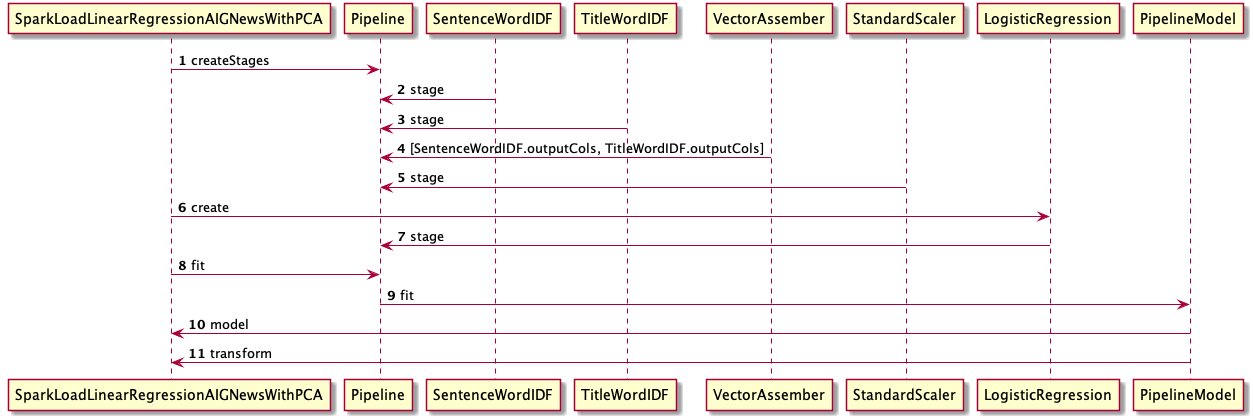 SparkLoadLinearRegressionAIGNewsWithPCA Pipeline SentenceWordIDF TitleWordIDF VectorAssember StandardScaler LogisticRegression PipelineModel
1 createStages
2 stage
3 stage
4 [SentenceWordIDF.outputCols, TitleWordIDF.outputCols]
5 stage
6 create
7 stage
8 fit
9 fit
10 model
11 transform
SparkLoadLinearRegressionAIGNewsWithPCA Pipeline SentenceWordIDF TitleWordIDF VectorAssember StandardScaler LogisticRegression PipelineModel